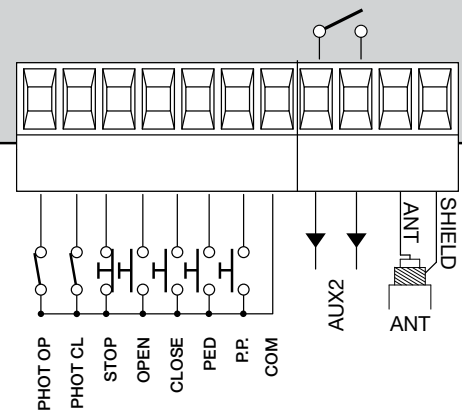 PHOT OP
PHOT CL
STOP
OPEN
CLOSE
PED
P.P.
COM
AUX2
ANT
SHIELD
ANT